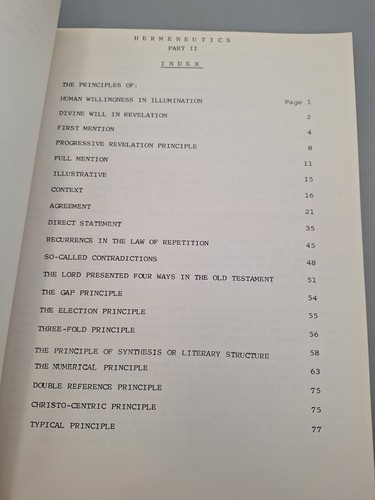 HERMENEUTICS
PART II
INDEX
THE PRINCIPLES OF:
HUMAN WILLINGNESS IN ILLUMINATION Page 1
DIVINE WILL IN REVELATION 2
FIRST MENTION 4
PROGRESSIVE REVELATION PRINCIPLE 8
FULL MENTION 11
ILLUSTRATIVE 15
CONTEXT 16
AGREEMENT 21
DIRECT STATEMENT 35
RECURRENCE IN THE LAW OF REPETITION 45
SO-CALLED CONTRADICTIONS 48
THE LORD PRESENTED FOUR WAYS IN THE OLD TESTAMENT 51
THE GAP PRINCIPLE 54
THE ELECTION PRINCIPLE 55
THREE-FOLD PRINCIPLE 56
THE PRINCIPLE OF SYNTHESIS OR LITERARY STRUCTURE 58
THE NUMERICAL PRINCIPLE 63
DOUBLE REFERENCE PRINCIPLE 75
CHRISTO-CENTRIC PRINCIPLE 75
TYPICAL PRINCIPLE 77